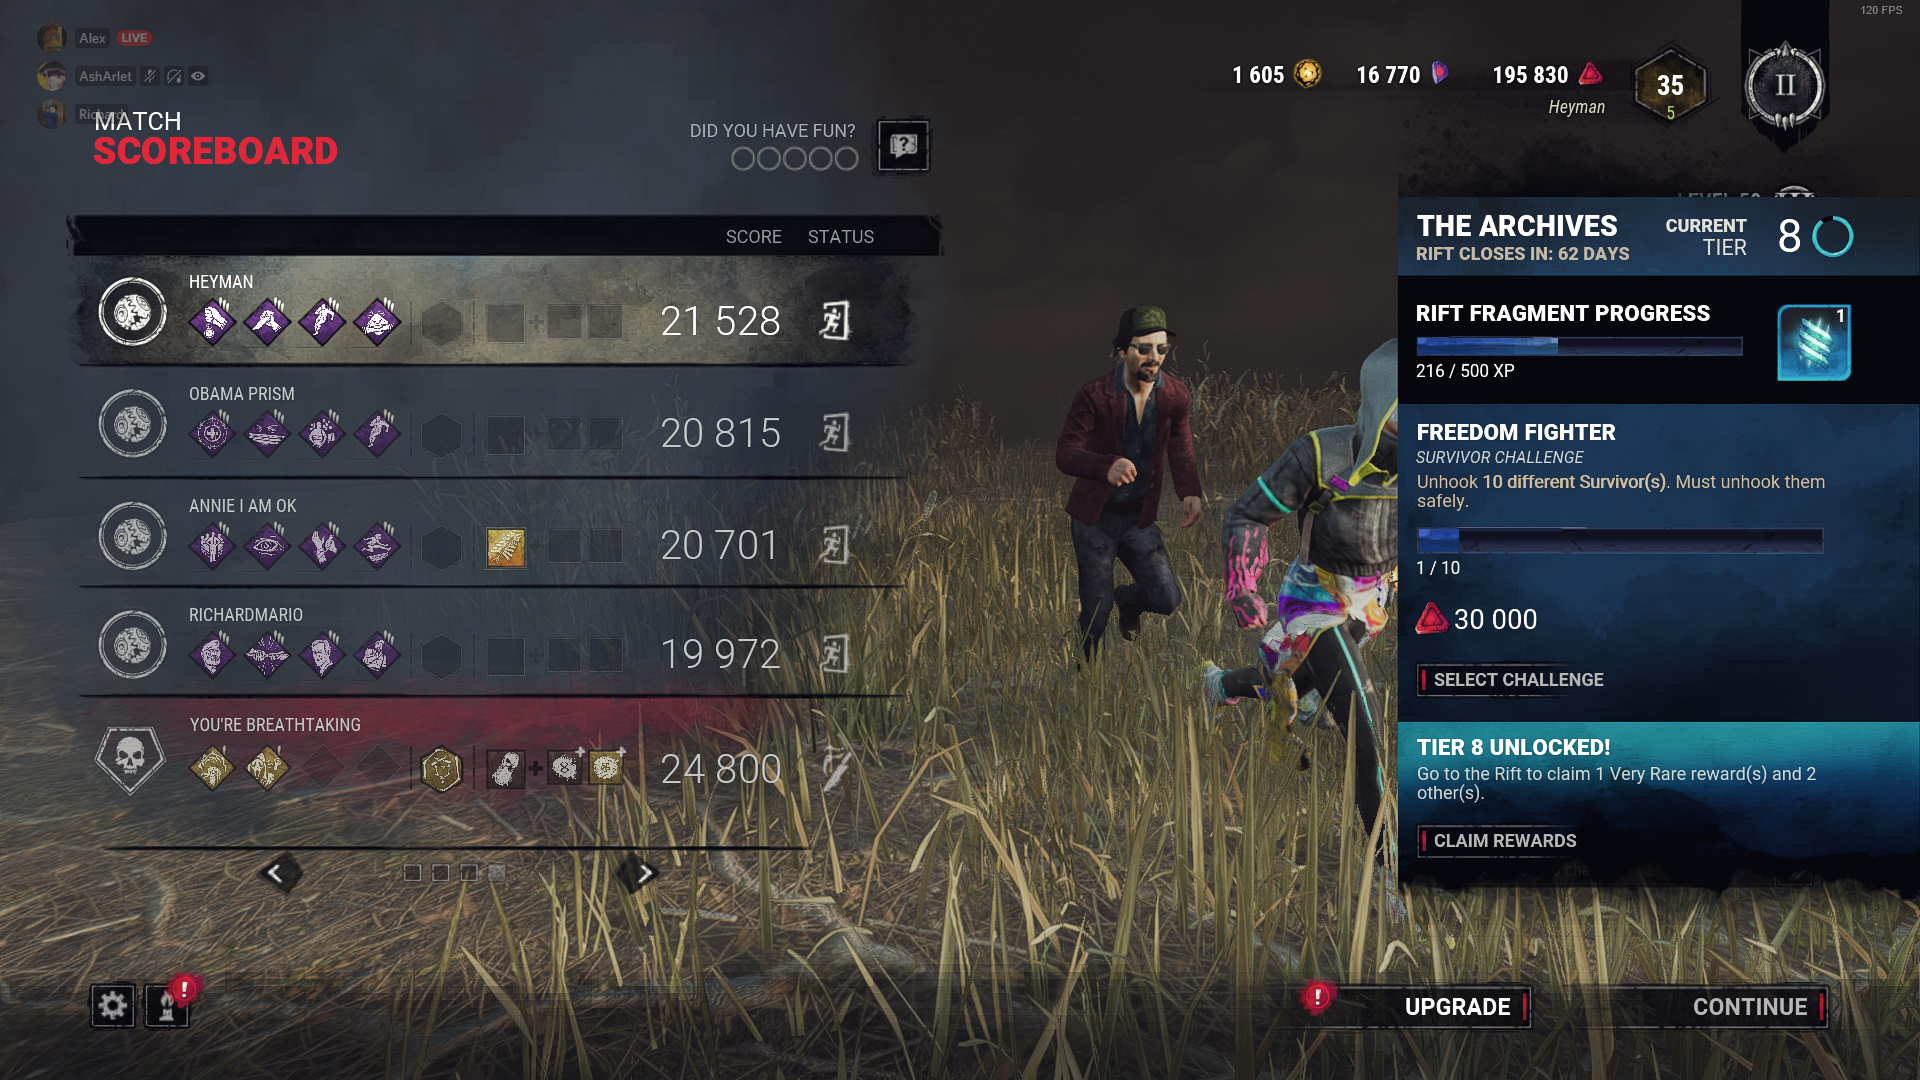 120 FPS
Alex LIVE
AshArlet
1 605 16 770 195 830 35 II
Heyman 5
MATCH
SCOREBOARD
DID YOU HAVE FUN?
SCORE STATUS
HEYMAN
21 528
OBAMA PRISM
20 815
ANNIE I AM OK
20 701
RICHARDMARIO
19 972
YOU'RE BREATHTAKING
24 800
THE ARCHIVES
RIFT CLOSES IN: 62 DAYS
CURRENT
TIER
8
RIFT FRAGMENT PROGRESS
1
216 / 500 XP
FREEDOM FIGHTER
SURVIVOR CHALLENGE
Unhook 10 different Survivor(s). Must unhook them
safely.
1 / 10
30 000
SELECT CHALLENGE
TIER 8 UNLOCKED!
Go to the Rift to claim 1 Very Rare reward(s) and 2
other(s).
CLAIM REWARDS
!
! UPGRADE
CONTINUE